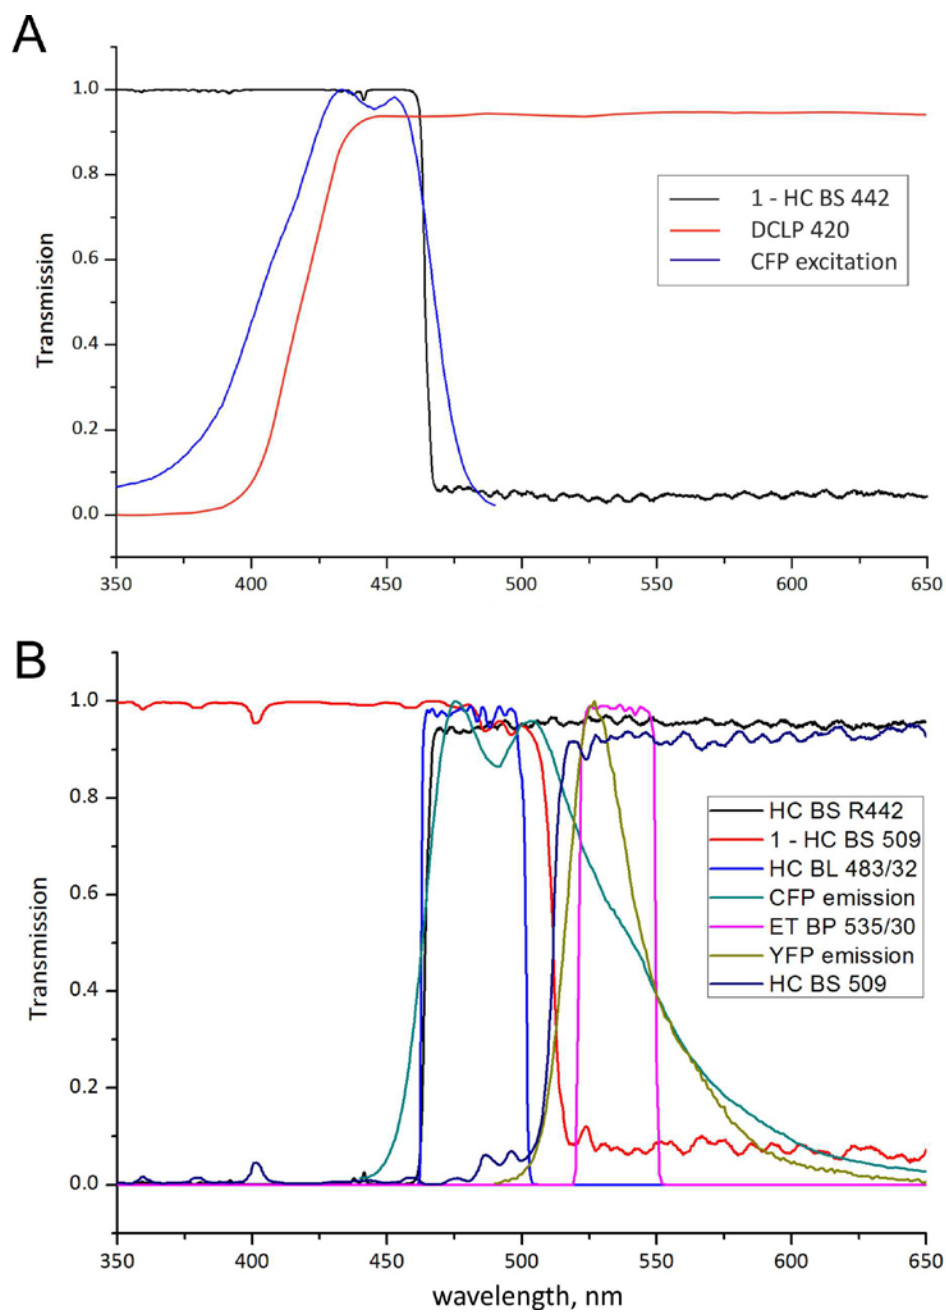 A
1.0
0.8
0.6
0.4
0.2
0.0
Transmission
1 - HC BS 442
DCLP 420
CFP excitation
350 400 450 500 550 600 650
B
1.0
0.8
0.6
0.4
0.2
0.0
Transmission
HC BS R442
1 - HC BS 509
HC BL 483/32
CFP emission
ET BP 535/30
YFP emission
HC BS 509
350 400 450 500 550 600 650
wavelength, nm